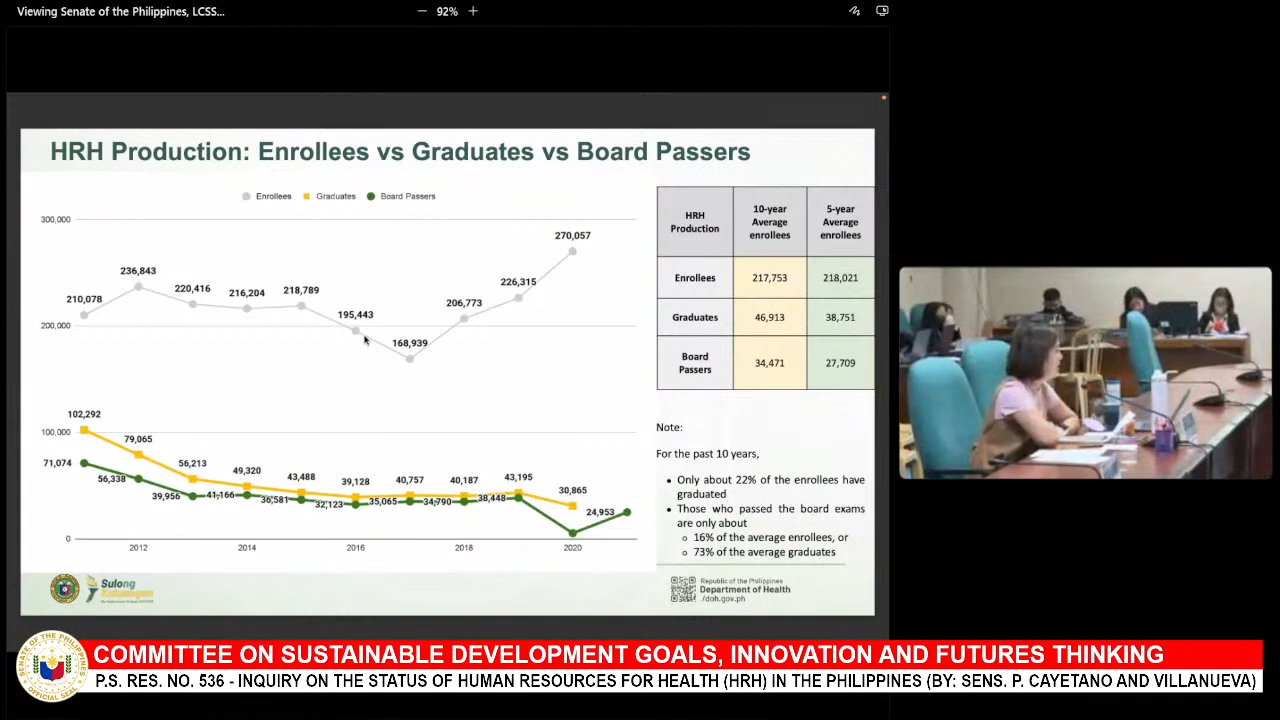 Viewing Senate of the Philippines, LCSS...
92%
HRH Production: Enrollees vs Graduates vs Board Passers
Enrollees Graduates Board Passers
300,000
200,000
100,000
0
210,078 236,843 220,416 216,204 218,789 195,443 168,939 206,773 226,315 270,057
102,292 79,065 56,213 49,320 43,488 39,128 40,757 40,187 43,195 30,865
71,074 56,338 39,956 41,166 36,581 32,123 35,065 34,790 38,448 24,953
2012 2014 2016 2018 2020
HRH Production
10-year Average enrollees
5-year Average enrollees
Enrollees 217,753 218,021
Graduates 46,913 38,751
Board Passers 34,471 27,709
Note:
For the past 10 years,
Only about 22% of the enrollees have
graduated
Those who passed the board exams
are only about
16% of the average enrollees, or
73% of the average graduates
Sulong
Kalusugan
Republic of the Philippines
Department of Health
/doh.gov.ph
SENATE OF THE PHILIPPINES
OFFICIAL SEAL
COMMITTEE ON SUSTAINABLE DEVELOPMENT GOALS, INNOVATION AND FUTURES THINKING
P.S. RES. NO. 536 - INQUIRY ON THE STATUS OF HUMAN RESOURCES FOR HEALTH (HRH) IN THE PHILIPPINES (BY: SENS. P. CAYETANO AND VILLANUEVA)